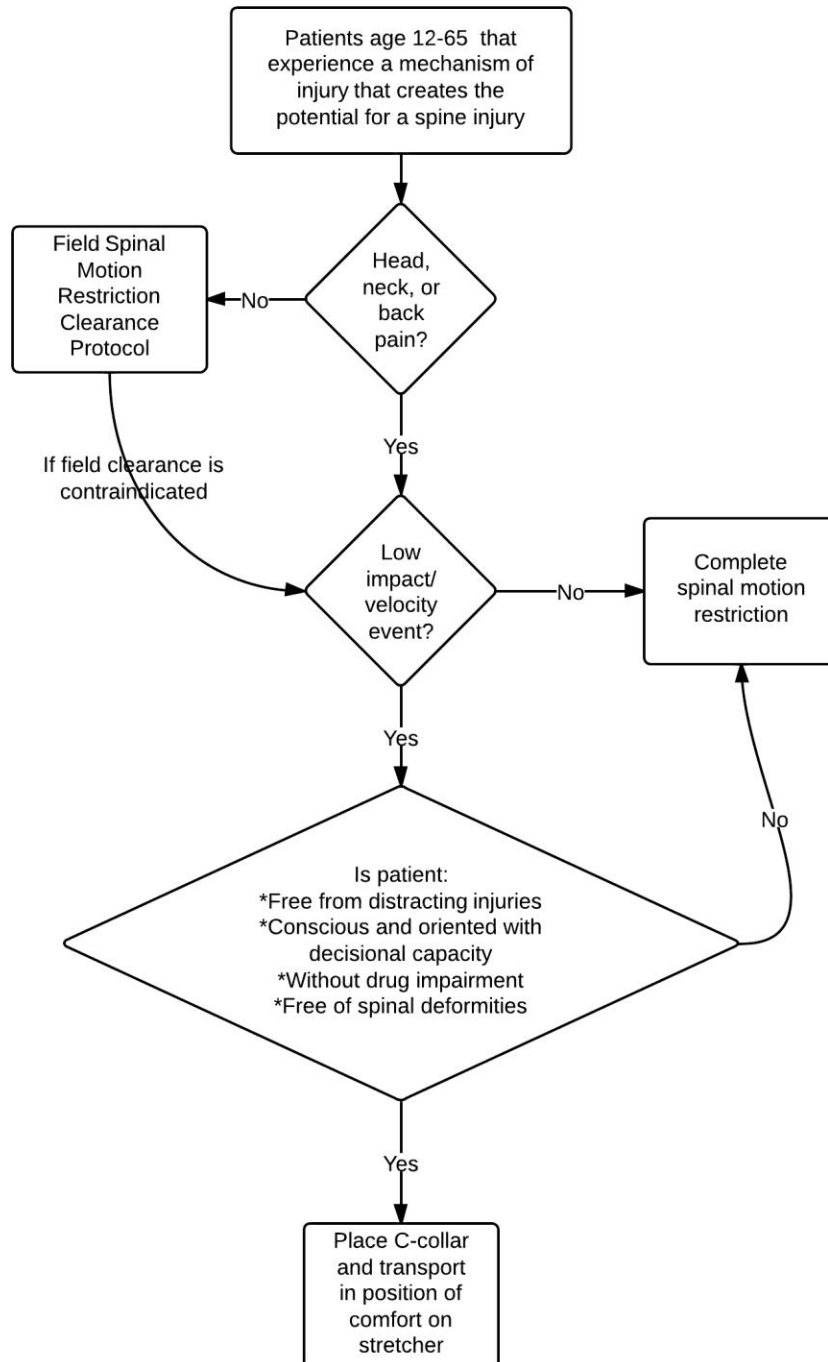 Patients age 12-65 that
experience a mechanism of
injury that creates the
potential for a spine injury
Field Spinal
Motion
Restriction
Clearance
Protocol
No
Head,
neck, or
back
pain?
Yes
If field clearance is
contraindicated
Low
impact/
velocity
event?
No
Complete
spinal motion
restriction
Yes
No
Is patient:
*Free from distracting injuries
*Conscious and oriented with
decisional capacity
*Without drug impairment
*Free of spinal deformities
Yes
Place C-collar
and transport
in position of
comfort on
stretcher